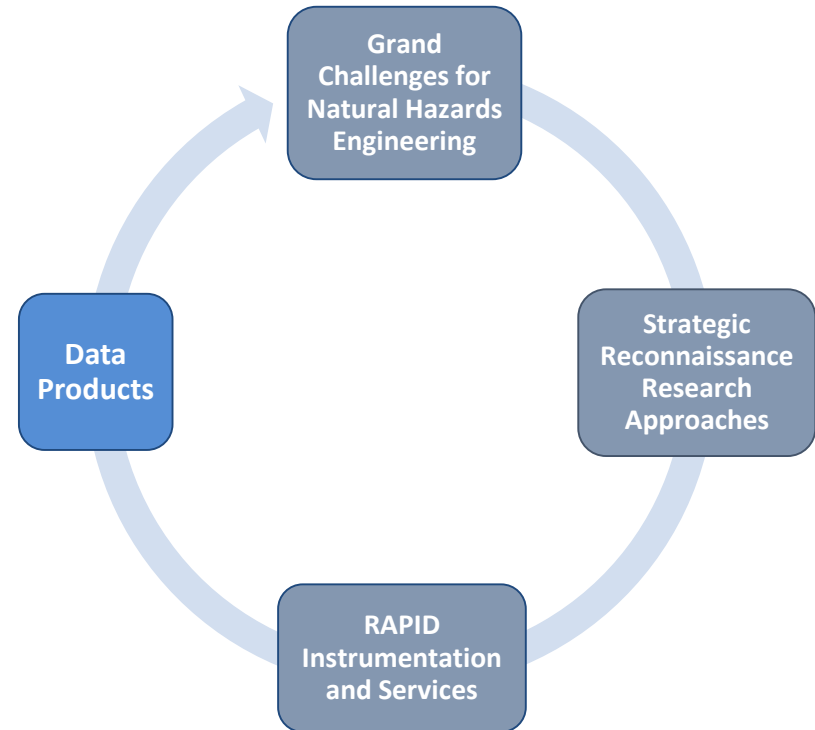 Grand
Challenges for
Natural Hazards
Engineering
Strategic
Reconnaissance
Research
Approaches
RAPID
Instrumentation
and Services
Data
Products